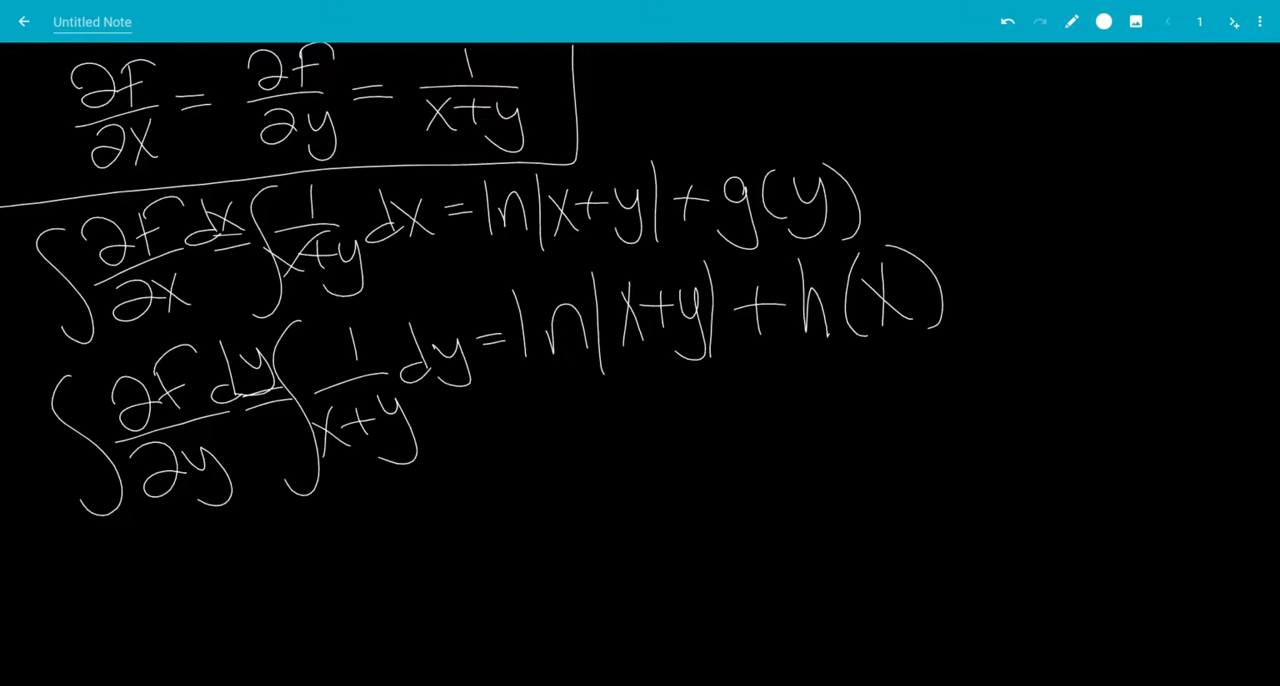 Untitled Note
1
∂F/∂x = ∂F/∂y = 1/(x+y)
∫ ∂F/∂x dx = ∫ 1/(x+y) dx = ln|x+y| + g(y)
∫ ∂F/∂y dy = ∫ 1/(x+y) dy = ln|x+y| + h(x)